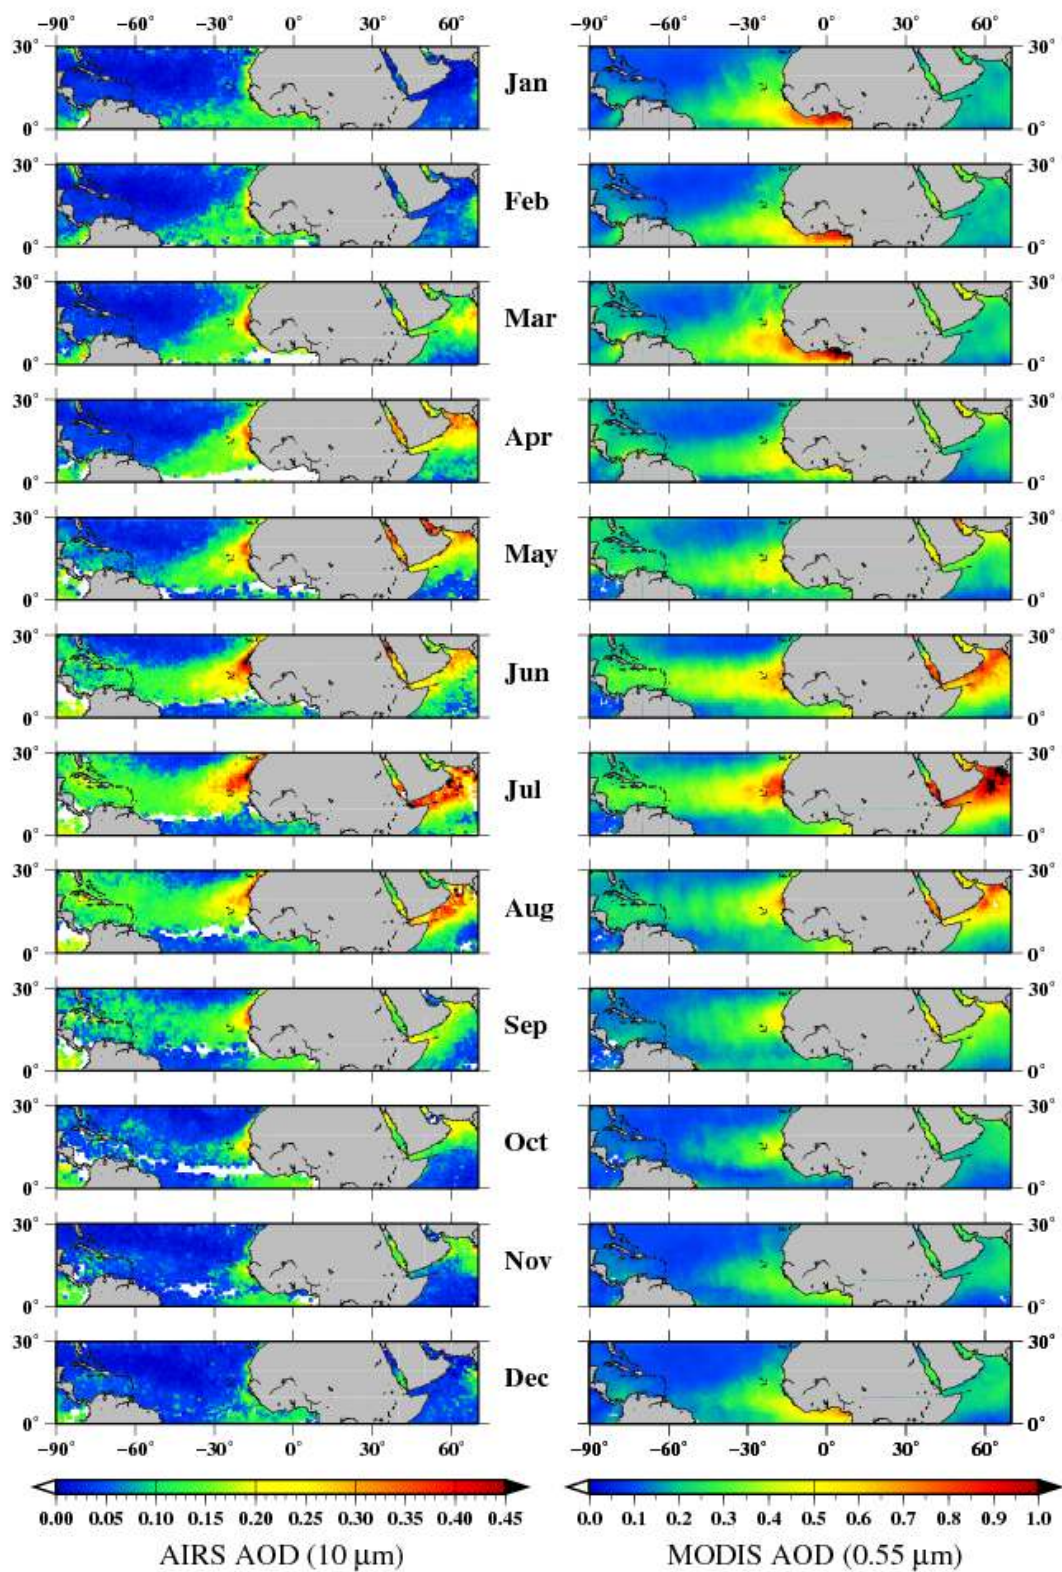 −90° −60° −30° 0° 30° 60° −90° −60° −30° 0° 30° 60°
30° Jan 30°
0° 0°
30° Feb 30°
0° 0°
30° Mar 30°
0° 0°
30° Apr 30°
0° 0°
30° May 30°
0° 0°
30° Jun 30°
0° 0°
30° Jul 30°
0° 0°
30° Aug 30°
0° 0°
30° Sep 30°
0° 0°
30° Oct 30°
0° 0°
30° Nov 30°
0° 0°
30° Dec 30°
0° 0°
−90° −60° −30° 0° 30° 60° −90° −60° −30° 0° 30° 60°
0.00 0.05 0.10 0.15 0.20 0.25 0.30 0.35 0.40 0.45 0.0 0.1 0.2 0.3 0.4 0.5 0.6 0.7 0.8 0.9 1.0
AIRS AOD (10 μm) MODIS AOD (0.55 μm)